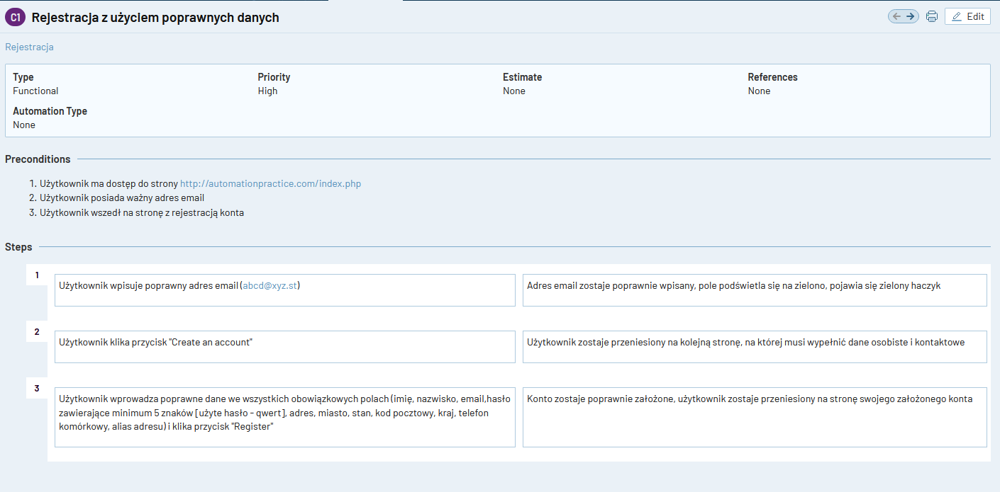 C1 Rejestracja z użyciem poprawnych danych
Edit
Rejestracja
Type Priority Estimate References
Functional High None None
Automation Type
None
Preconditions
1. Użytkownik ma dostęp do strony http://automationpractice.com/index.php
2. Użytkownik posiada ważny adres email
3. Użytkownik wszedł na stronę z rejestracją konta
Steps
1
Użytkownik wpisuje poprawny adres email (abcd@xyz.st)
Adres email zostaje poprawnie wpisany, pole podświetla się na zielono, pojawia się zielony haczyk
2
Użytkownik klika przycisk "Create an account"
Użytkownik zostaje przeniesiony na kolejną stronę, na której musi wypełnić dane osobiste i kontaktowe
3
Użytkownik wprowadza poprawne dane we wszystkich obowiązkowych polach (imię, nazwisko, email,hasło
zawierające minimum 5 znaków [użyte hasło - qwert], adres, miasto, stan, kod pocztowy, kraj, telefon
komórkowy, alias adresu) i klika przycisk "Register"
Konto zostaje poprawnie założone, użytkownik zostaje przeniesiony na stronę swojego założonego konta